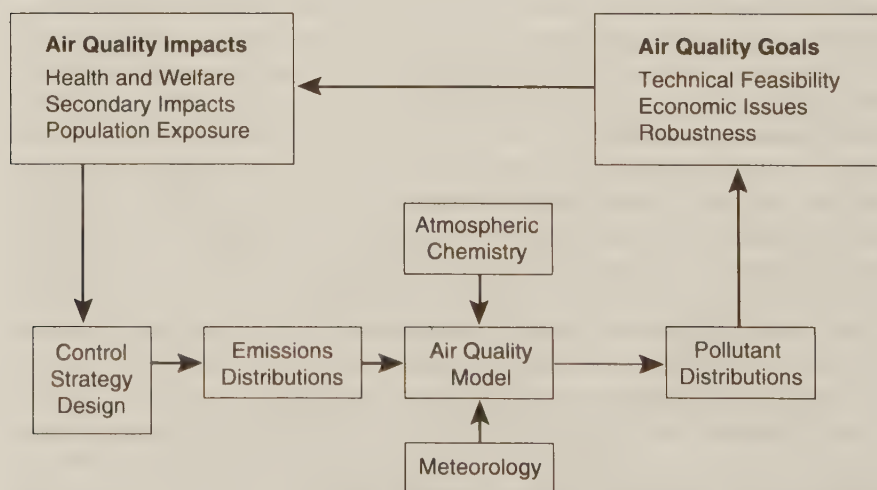 Air Quality Impacts
Health and Welfare
Secondary Impacts
Population Exposure
Air Quality Goals
Technical Feasibility
Economic Issues
Robustness
Atmospheric
Chemistry
Control
Strategy
Design
Emissions
Distributions
Air Quality
Model
Pollutant
Distributions
Meteorology